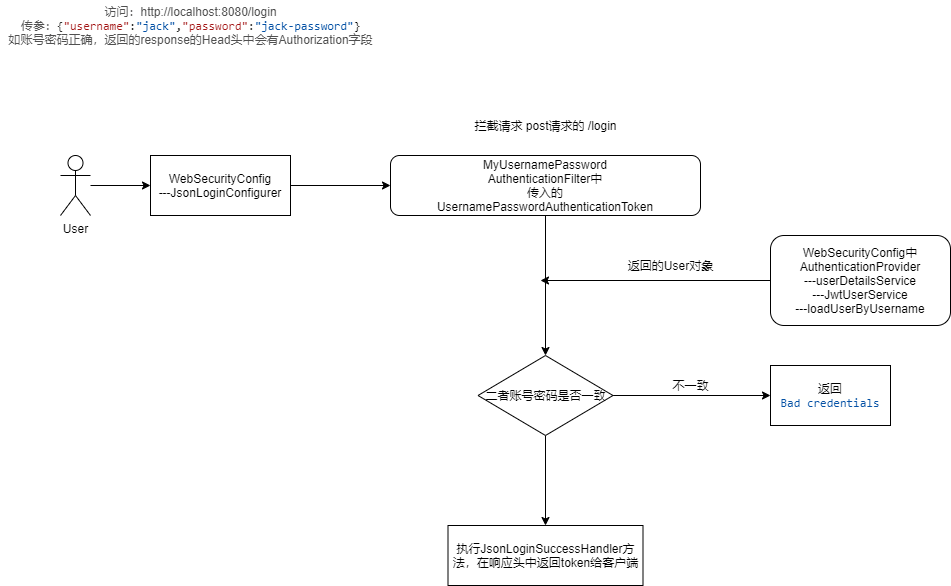 访问：http://localhost:8080/login
传参：{"username":"jack","password":"jack-password"}
如账号密码正确，返回的response的Head头中会有Authorization字段
拦截请求 post请求的 /login
User
WebSecurityConfig
---JsonLoginConfigurer
MyUsernamePassword
AuthenticationFilter中
传入的
UsernamePasswordAuthenticationToken
返回的User对象
WebSecurityConfig中
AuthenticationProvider
---userDetailsService
---JwtUserService
---loadUserByUsername
二者账号密码是否一致
不一致
返回
Bad credentials
执行JsonLoginSuccessHandler方
法，在响应头中返回token给客户端